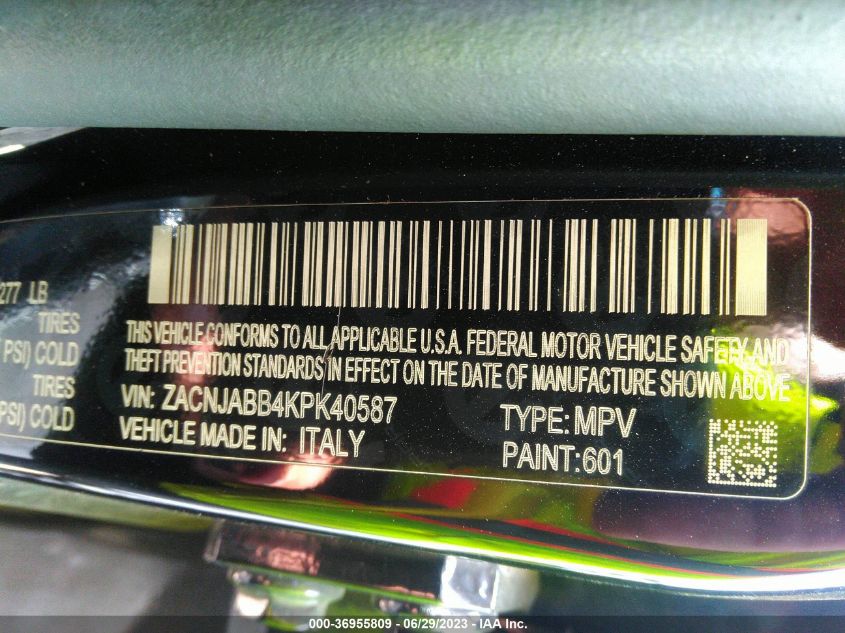 277 LB
TIRES
PSI) COLD
TIRES
PSI) COLD
THIS VEHICLE CONFORMS TO ALL APPLICABLE U.S.A. FEDERAL MOTOR VEHICLE SAFETY AND
THEFT PREVENTION STANDARDS IN EFFECT ON THE DATE OF MANUFACTURE SHOWN ABOVE
VIN: ZACNJABB4KPK40587
TYPE: MPV
VEHICLE MADE IN: ITALY
PAINT:601
000-36955809 - 06/29/2023 - IAA Inc.